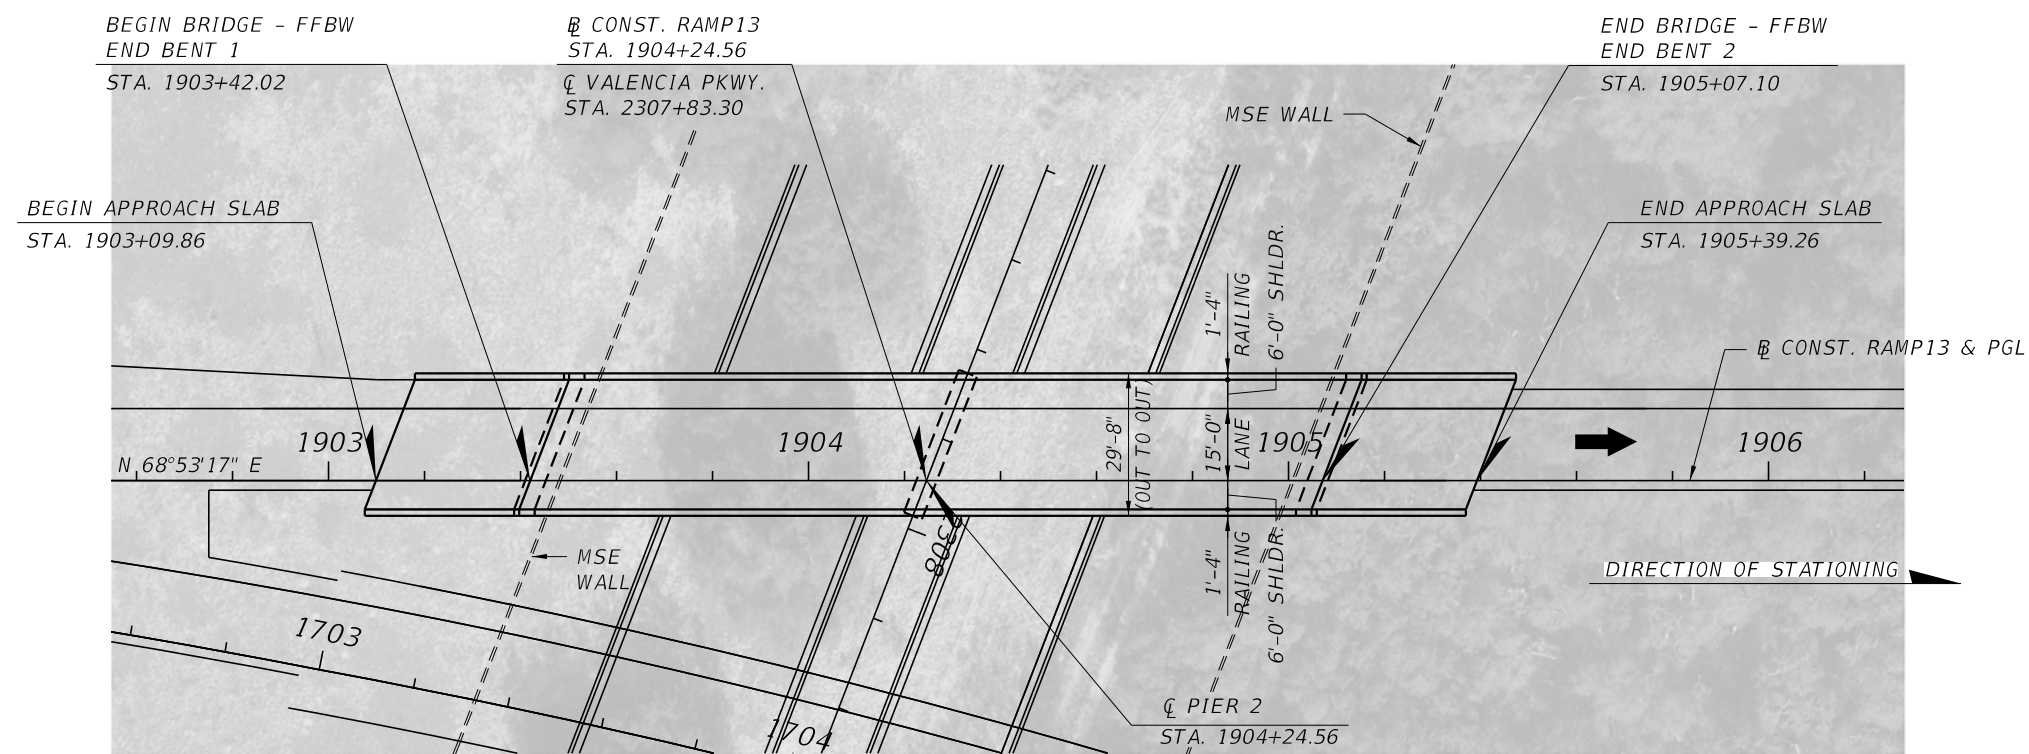 BEGIN BRIDGE - FFBW
END BENT 1
STA. 1903+42.02
℄ CONST. RAMP13
STA. 1904+24.56
℄ VALENCIA PKWY.
STA. 2307+83.30
END BRIDGE - FFBW
END BENT 2
STA. 1905+07.10
MSE WALL
BEGIN APPROACH SLAB
STA. 1903+09.86
END APPROACH SLAB
STA. 1905+39.26
1'-4"
RAILING
6'-0" SHLDR.
℄ CONST. RAMP13 & PGL
1903
1904
1905
1906
N 68°53'17" E
29'-8"
(OUT TO OUT)
15'-0"
LANE
2308
MSE
WALL
1'-4"
RAILING
6'-0" SHLDR.
DIRECTION OF STATIONING
1703
1704
℄ PIER 2
STA. 1904+24.56